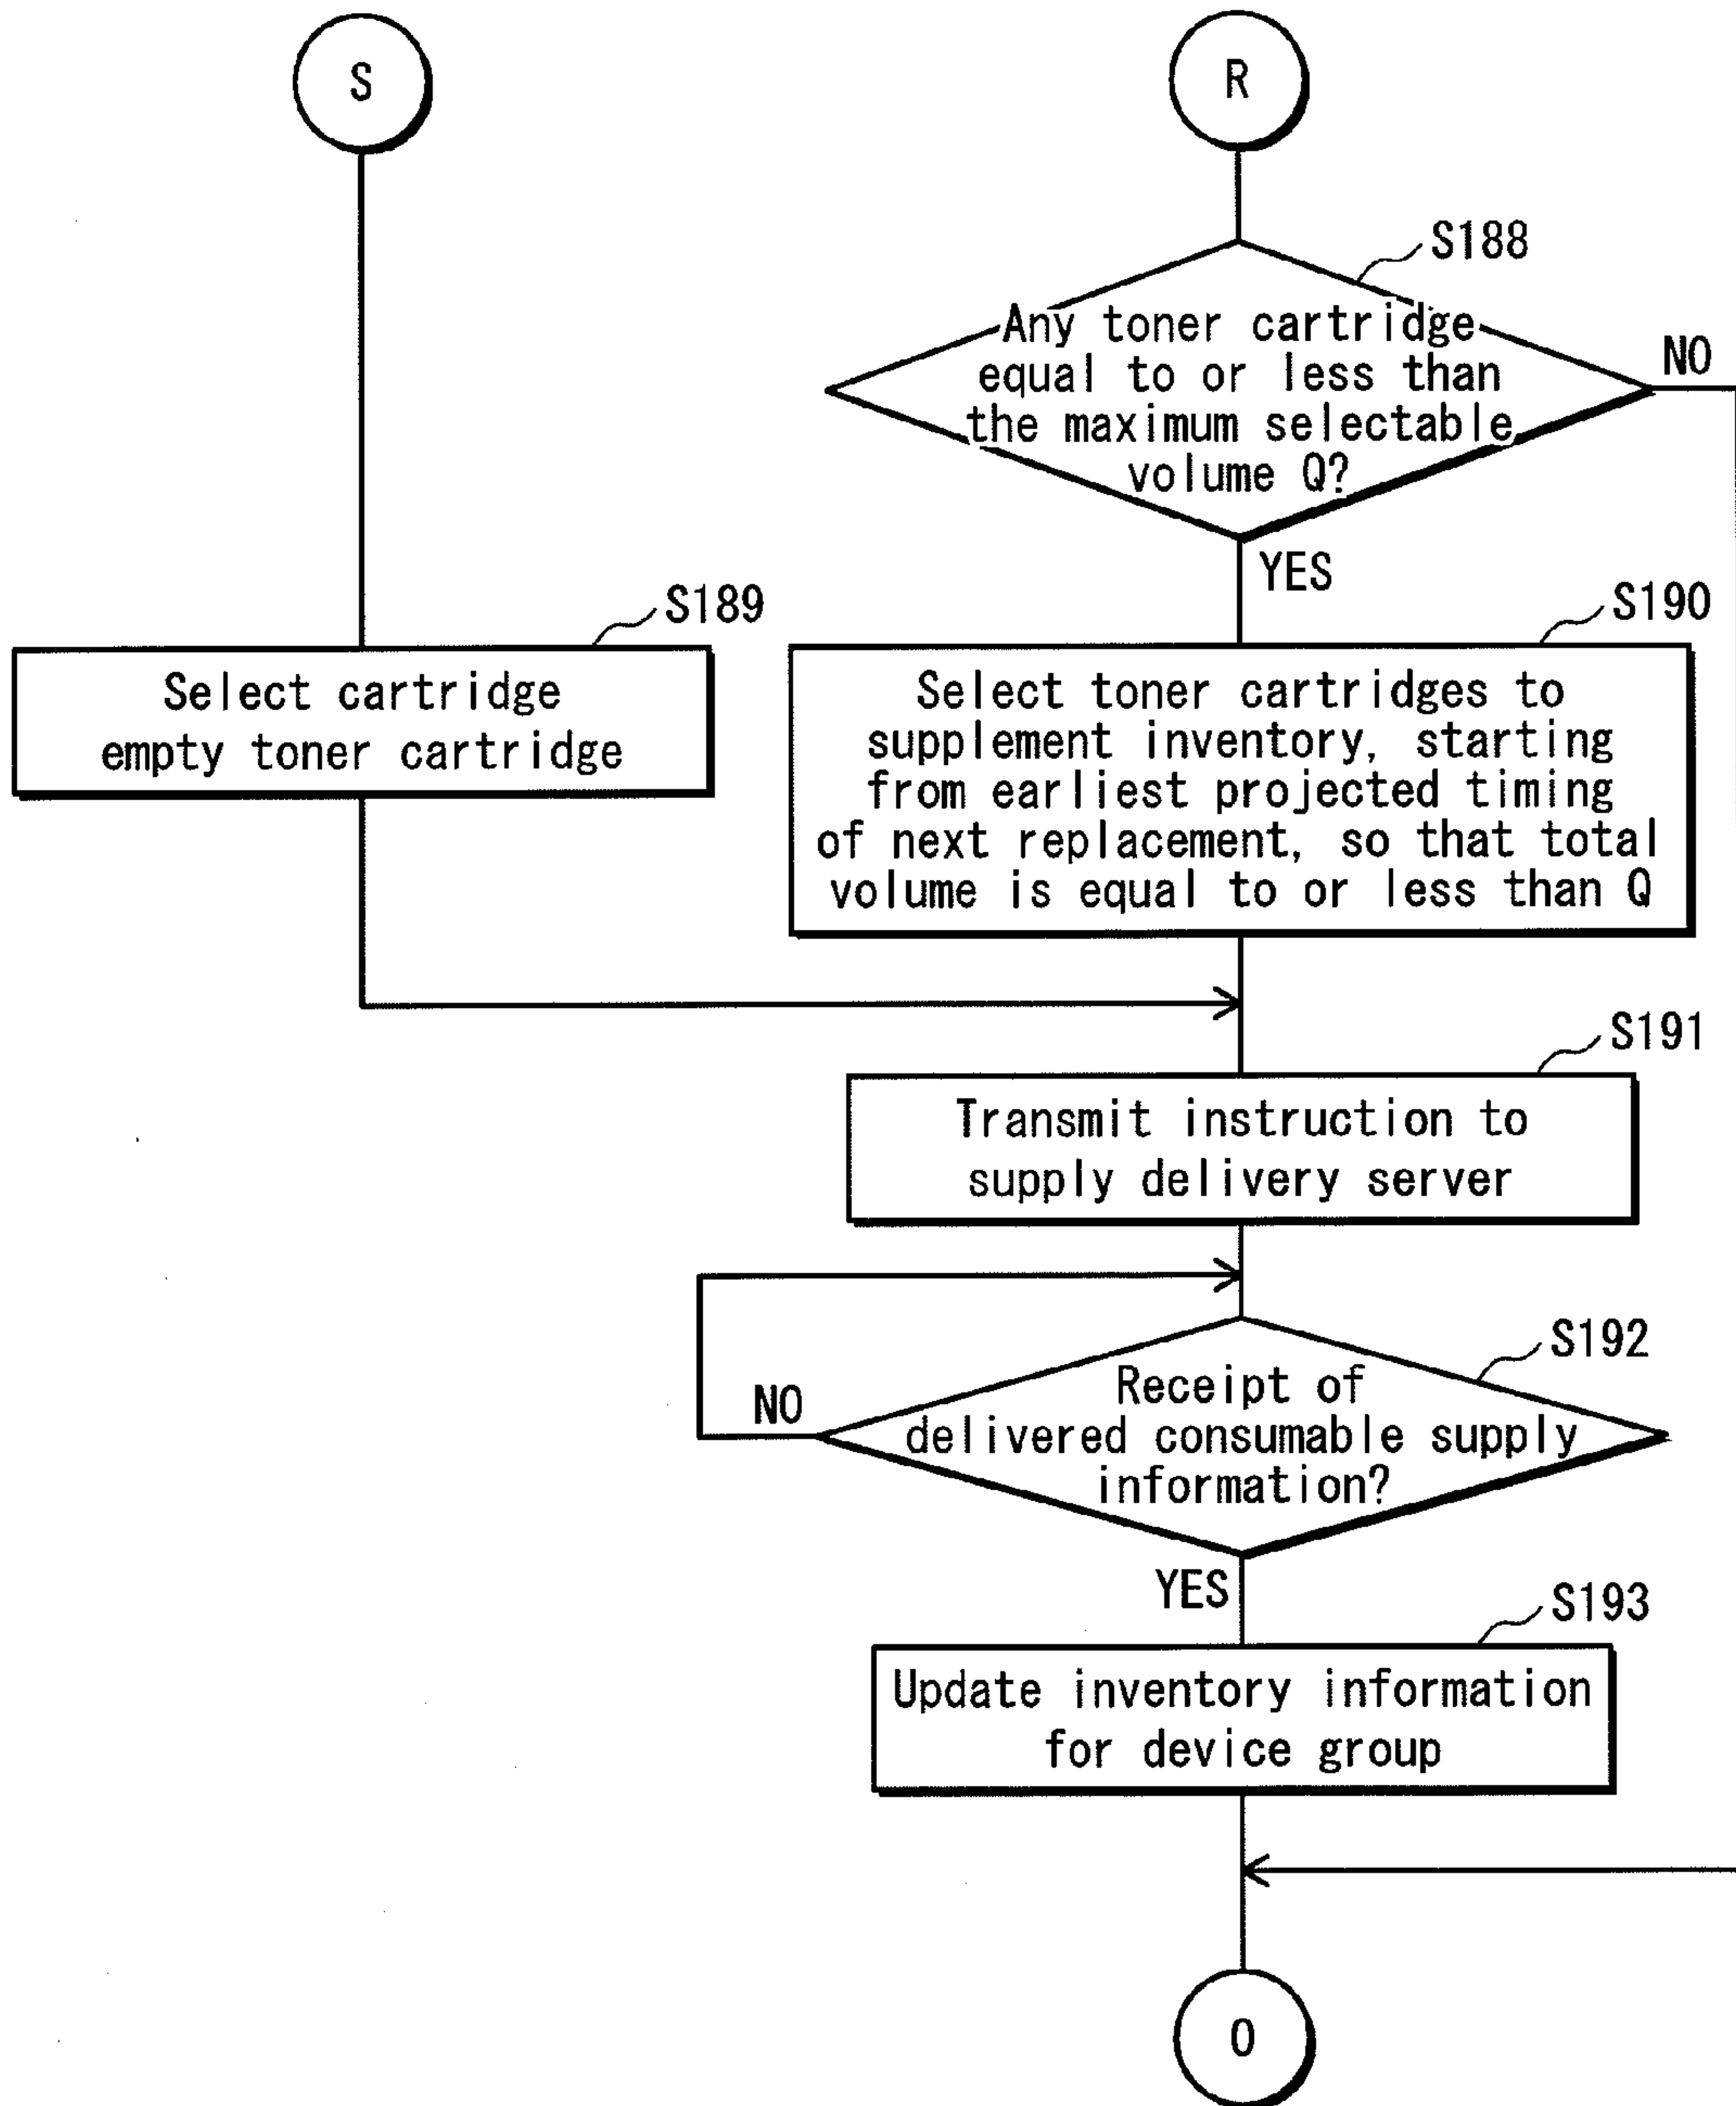 S
R
S188
Any toner cartridge
equal to or less than
the maximum selectable
volume Q?
NO
YES
S189
Select cartridge
empty toner cartridge
S190
Select toner cartridges to
supplement inventory, starting
from earliest projected timing
of next replacement, so that total
volume is equal to or less than Q
S191
Transmit instruction to
supply delivery server
S192
Receipt of
delivered consumable supply
information?
NO
YES
S193
Update inventory information
for device group
O